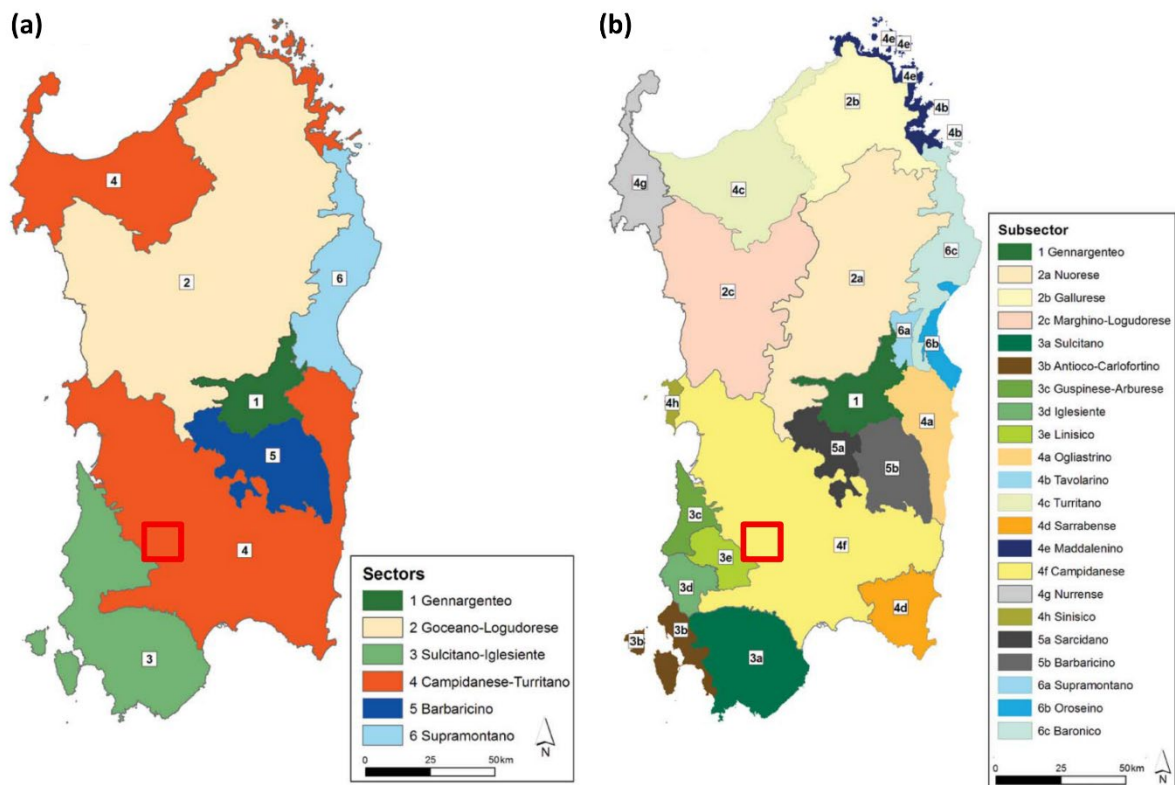 (a)
4
2
6
1
5
4
3
Sectors
1 Gennargenteo
2 Goceano-Logudorese
3 Sulcitano-Iglesiente
4 Campidanese-Turritano
5 Barbaricino
6 Supramontano
N
0 25 50km
(b)
4e
4e
4e
4b
4b
2b
4g
4c
6c
2c
2a
6a
6b
4h
1
4a
5a
5b
3c
3e
4f
3d
4d
3b
3b
3a
Subsector
1 Gennargenteo
2a Nuorese
2b Gallurese
2c Marghino-Logudorese
3a Sulcitano
3b Antioco-Carlofortino
3c Guspinese-Arburese
3d Iglesiente
3e Linisico
4a Ogliastrino
4b Tavolarino
4c Turritano
4d Sarrabense
4e Maddalenino
4f Campidanese
4g Nurrense
4h Sinisico
5a Sarcidano
5b Barbaricino
6a Supramontano
6b Oroseino
6c Baronico
N
0 25 50km